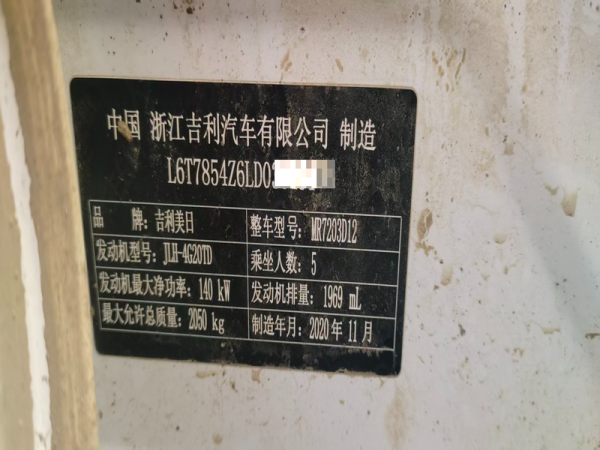 中国 浙江吉利汽车有限公司 制造
L6T7854Z6LD0
品 牌: 吉利美日 整车型号: MR7203D12
发动机型号: JLH-4G20TD 乘坐人数: 5
发动机最大净功率: 140 kW 发动机排量: 1969 mL
最大允许总质量: 2050 kg 制造年月: 2020 年 11 月